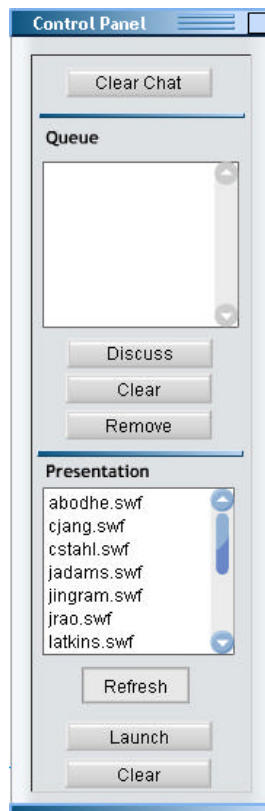 Control Panel
Clear Chat
Queue
Discuss
Clear
Remove
Presentation
abodhe.swf
cjang.swf
cstahl.swf
jadams.swf
jingram.swf
jrao.swf
latkins.swf
Refresh
Launch
Clear